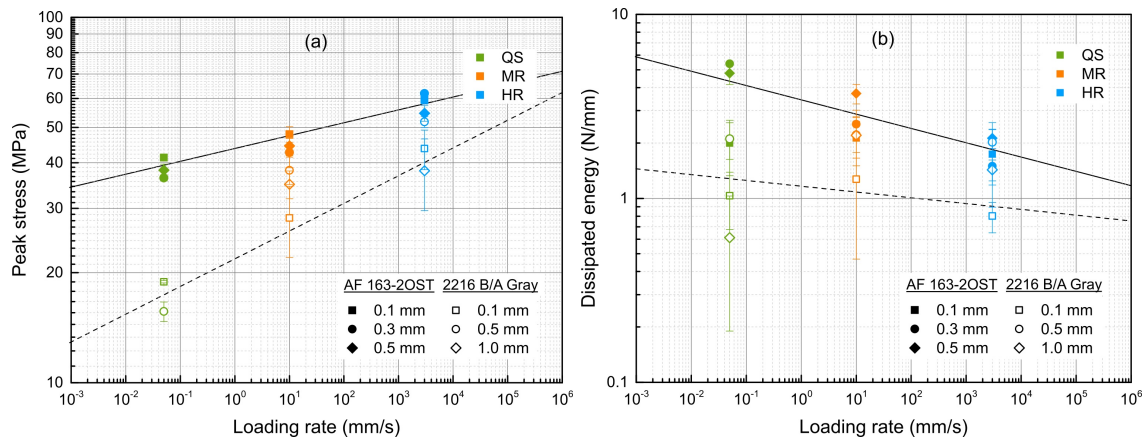 (a)
QS
MR
HR
100
90
80
70
60
50
40
30
20
10
Peak stress (MPa)
AF 163-2OST 2216 B/A Gray
0.1 mm 0.1 mm
0.3 mm 0.5 mm
0.5 mm 1.0 mm
10⁻³ 10⁻² 10⁻¹ 10⁰ 10¹ 10² 10³ 10⁴ 10⁵ 10⁶
Loading rate (mm/s)
(b)
QS
MR
HR
10
1
0.1
Dissipated energy (N/mm)
AF 163-2OST 2216 B/A Gray
0.1 mm 0.1 mm
0.3 mm 0.5 mm
0.5 mm 1.0 mm
10⁻³ 10⁻² 10⁻¹ 10⁰ 10¹ 10² 10³ 10⁴ 10⁵ 10⁶
Loading rate (mm/s)